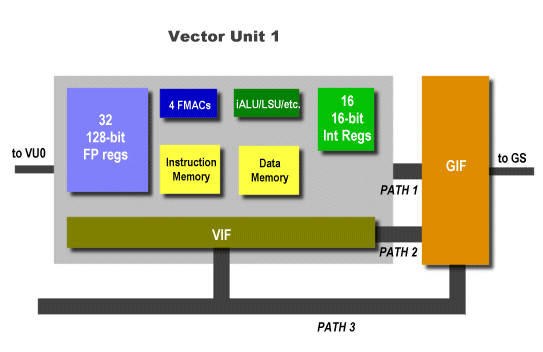 Vector Unit 1
32
128-bit
FP regs
4 FMACs
iALU/LSU/etc.
16
16-bit
Int Regs
to VU0
Instruction
Memory
Data
Memory
GIF
to GS
PATH 1
VIF
PATH 2
PATH 3